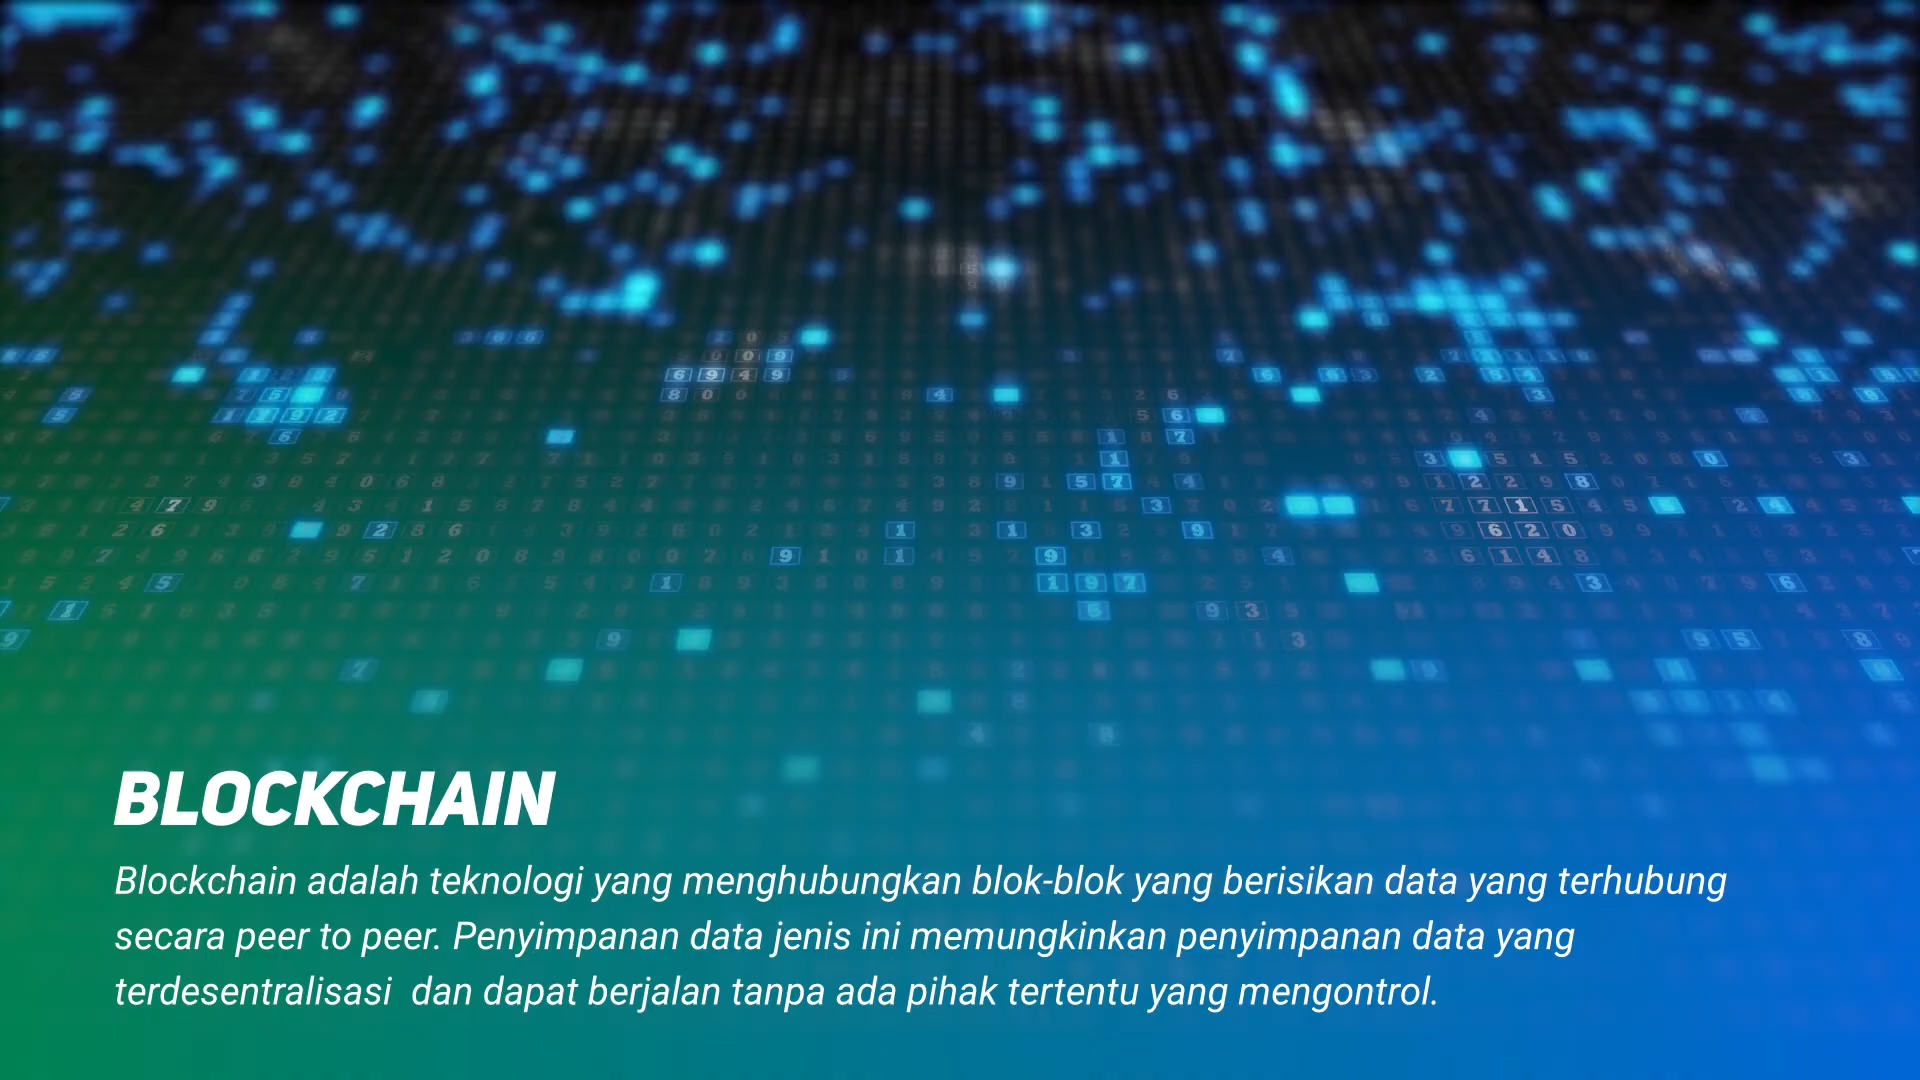 BLOCKCHAIN
Blockchain adalah teknologi yang menghubungkan blok-blok yang berisikan data yang terhubung
secara peer to peer. Penyimpanan data jenis ini memungkinkan penyimpanan data yang
terdesentralisasi  dan dapat berjalan tanpa ada pihak tertentu yang mengontrol.